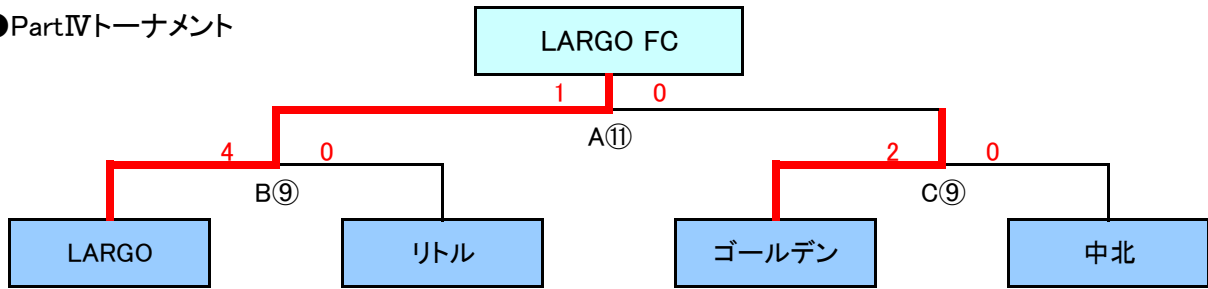 ●PartⅣトーナメント
LARGO FC
1 0
A⑪
4 0
2 0
B⑨
C⑨
LARGO
リトル
ゴールデン
中北